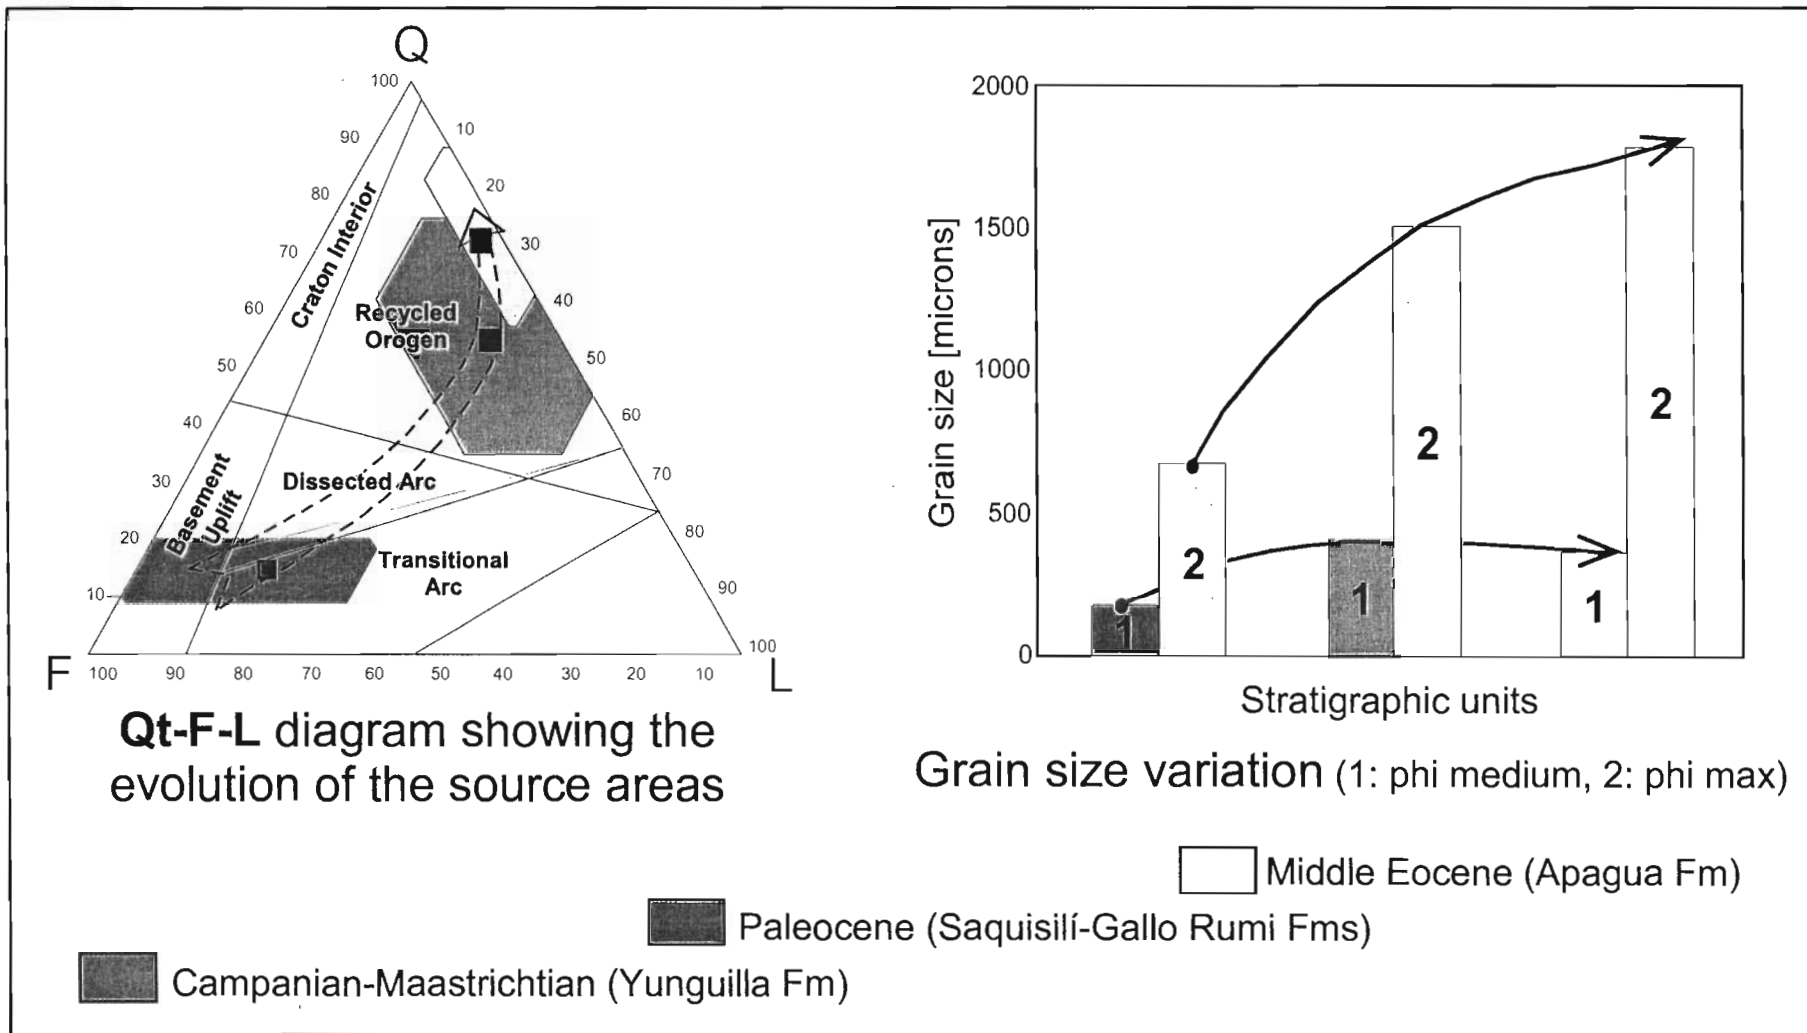 Q
100
90
80
70
60
50
40
30
20
10
10
20
30
40
50
60
70
80
90
100
Craton Interior
Recycled
Orogen
Dissected Arc
Basement
Uplift
Transitional
Arc
F
100
90
80
70
60
50
40
30
20
10
L
Qt-F-L diagram showing the
evolution of the source areas
2000
1500
1000
500
0
Grain size [microns]
1
2
1
2
1
2
Stratigraphic units
Grain size variation (1: phi medium, 2: phi max)
Middle Eocene (Apagua Fm)
Paleocene (Saquisilí-Gallo Rumi Fms)
Campanian-Maastrichtian (Yunguilla Fm)